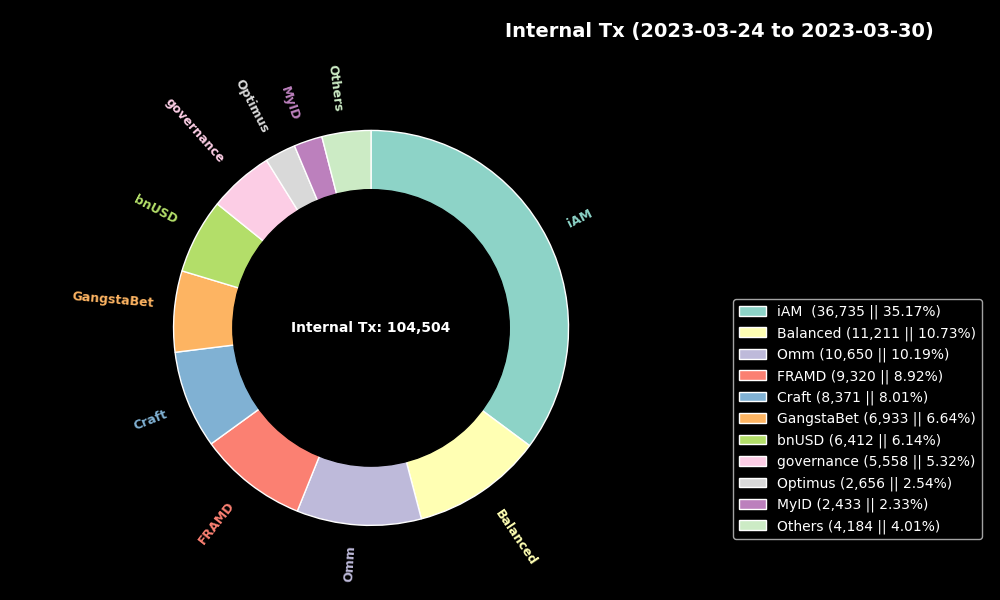 Internal Tx (2023-03-24 to 2023-03-30)
Others
MyID
Optimus
governance
bnUSD
GangstaBet
Craft
FRAMD
Omm
Balanced
iAM
Internal Tx: 104,504
iAM  (36,735 || 35.17%)
Balanced (11,211 || 10.73%)
Omm (10,650 || 10.19%)
FRAMD (9,320 || 8.92%)
Craft (8,371 || 8.01%)
GangstaBet (6,933 || 6.64%)
bnUSD (6,412 || 6.14%)
governance (5,558 || 5.32%)
Optimus (2,656 || 2.54%)
MyID (2,433 || 2.33%)
Others (4,184 || 4.01%)